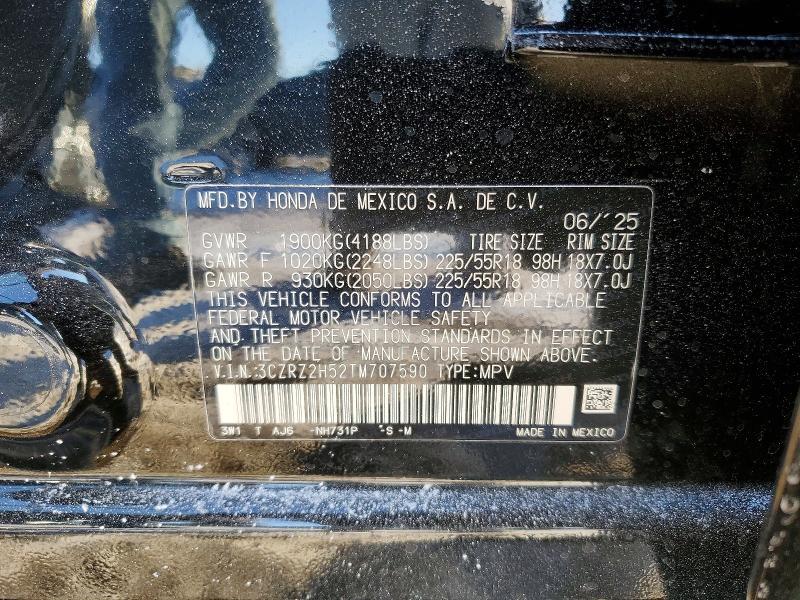 MFD.BY HONDA DE MEXICO S.A. DE C.V.
06/'25
GVWR 1900KG(4188LBS) TIRE SIZE RIM SIZE
GAWR F 1020KG(2248LBS) 225/55R18 98H 18X7.0J
GAWR R 930KG(2050LBS) 225/55R18 98H 18X7.0J
THIS VEHICLE CONFORMS TO ALL APPLICABLE
FEDERAL MOTOR VEHICLE SAFETY
AND THEFT PREVENTION STANDARDS IN EFFECT
ON THE DATE OF MANUFACTURE SHOWN ABOVE.
V.I.N.:3CZRZ2H52TM707590 TYPE:MPV
3W1 T AJ6 -NH731P -S -M MADE IN MEXICO